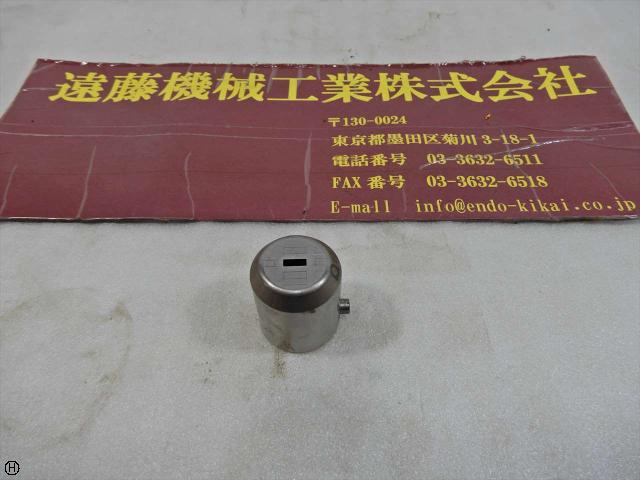 遠藤機械工業株式会社
〒130-0024
東京都墨田区菊川 3-18-1
電話番号 03-3632-6511
FAX 番号 03-3632-6518
E-mall info@endo-kikai.co.jp
H